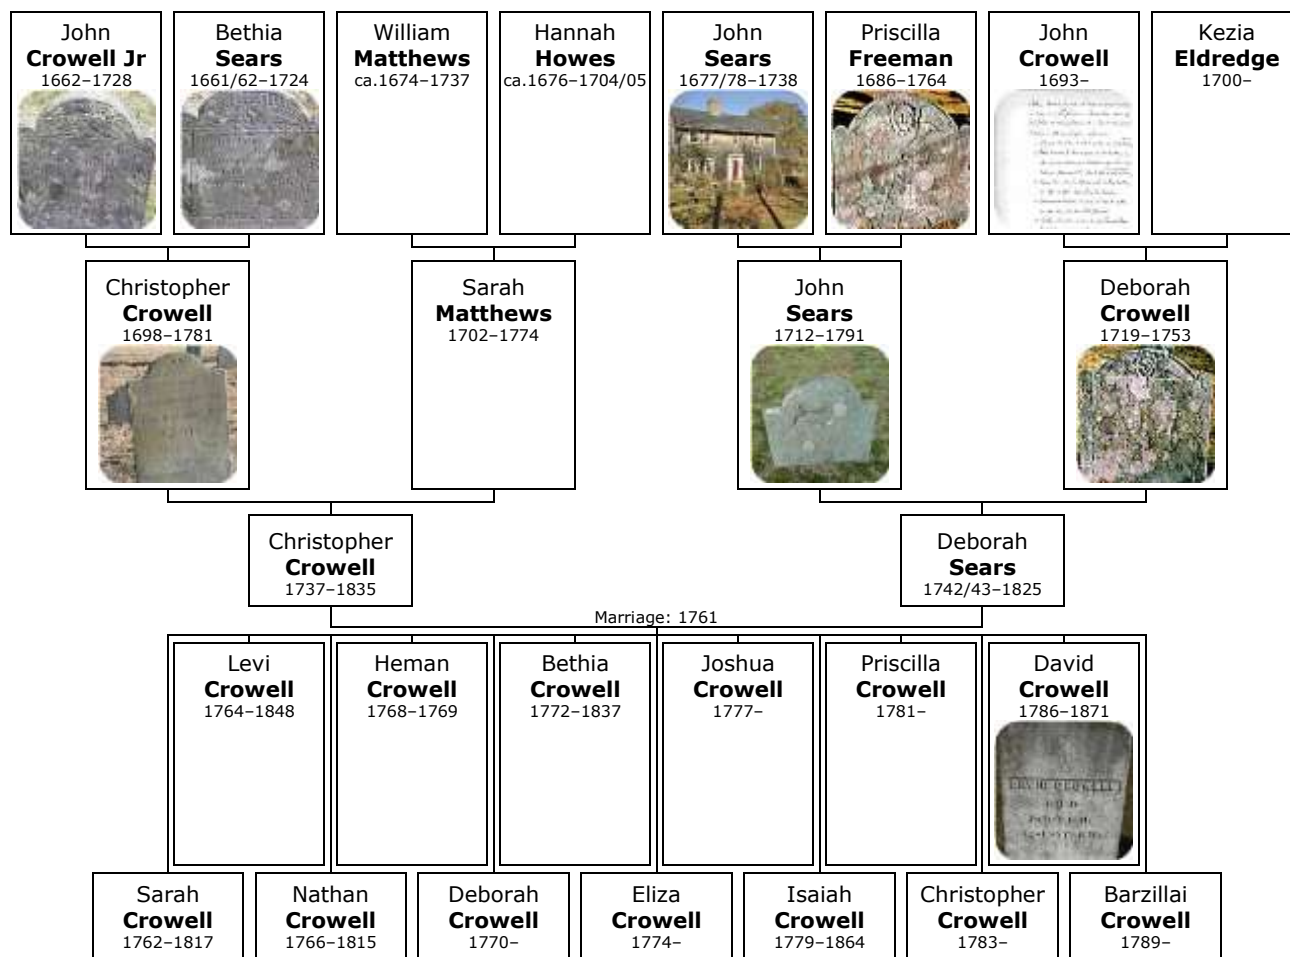 John
Crowell Jr
1662–1728
Bethia
Sears
1661/62–1724
William
Matthews
ca.1674–1737
Hannah
Howes
ca.1676–1704/05
John
Sears
1677/78–1738
Priscilla
Freeman
1686–1764
John
Crowell
1693–
Kezia
Eldredge
1700–
Christopher
Crowell
1698–1781
Sarah
Matthews
1702–1774
John
Sears
1712–1791
Deborah
Crowell
1719–1753
Christopher
Crowell
1737–1835
Deborah
Sears
1742/43–1825
Marriage: 1761
Levi
Crowell
1764–1848
Heman
Crowell
1768–1769
Bethia
Crowell
1772–1837
Joshua
Crowell
1777–
Priscilla
Crowell
1781–
David
Crowell
1786–1871
DAVID CROWELL
Sarah
Crowell
1762–1817
Nathan
Crowell
1766–1815
Deborah
Crowell
1770–
Eliza
Crowell
1774–
Isaiah
Crowell
1779–1864
Christopher
Crowell
1783–
Barzillai
Crowell
1789–